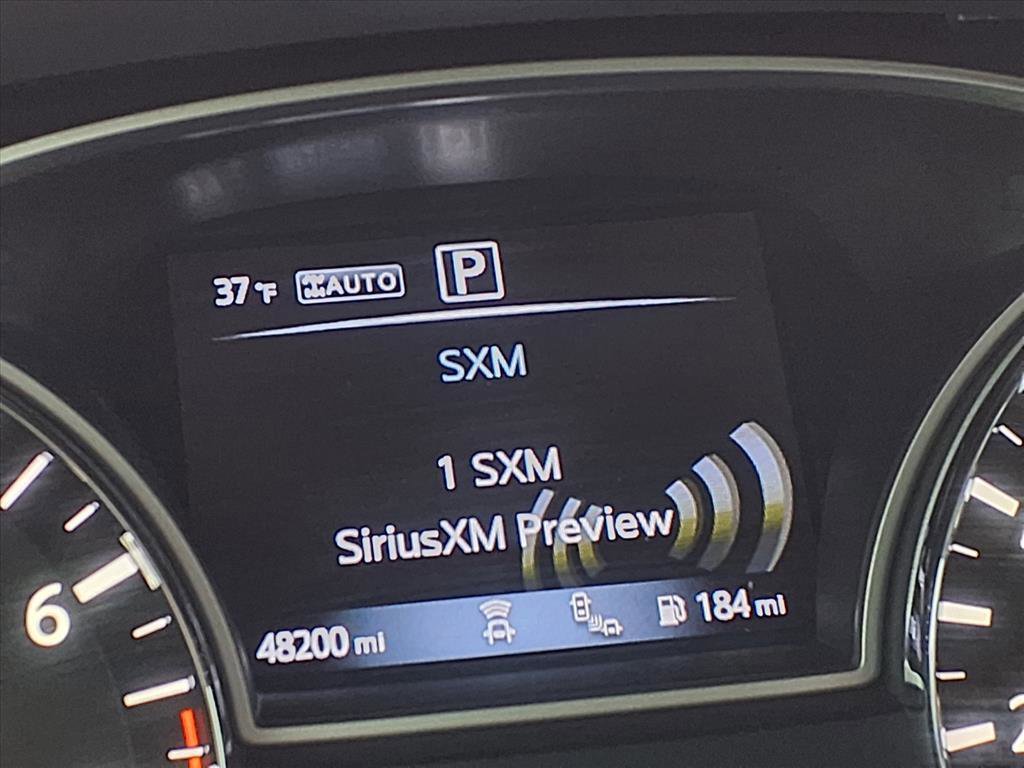 37°F AUTO P
SXM
1 SXM
SiriusXM Preview
48200 mi 184 mi
6